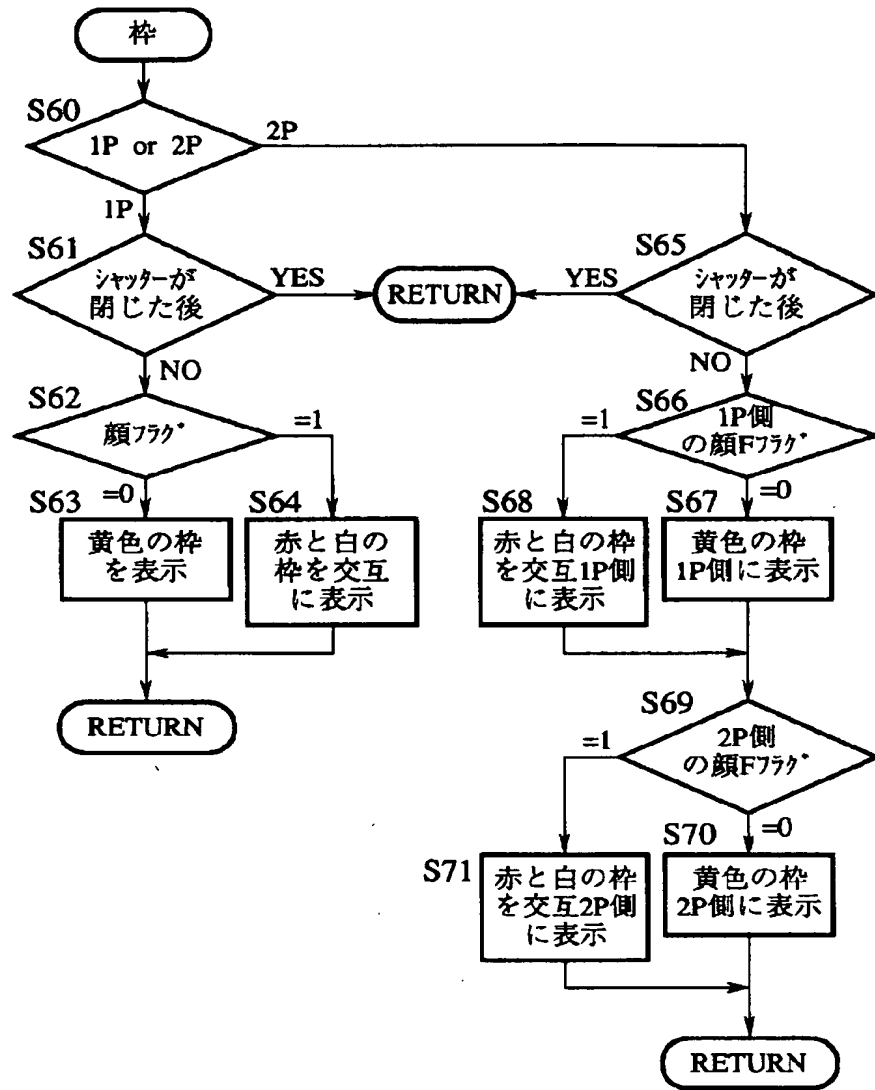 枠
S60
1P or 2P
2P
1P
S61
シャッターが
閉じた後
YES
RETURN
S65
シャッターが
閉じた後
YES
NO
NO
S62
顔フラグ
=1
=0
S66
1P側
の顔Fフラグ
=1
=0
S63
黄色の枠
を表示
S64
赤と白の
枠を交互
に表示
S68
赤と白の枠
を交互1P側
に表示
S67
黄色の枠
1P側に表示
RETURN
S69
2P側
の顔Fフラグ
=1
=0
S71
赤と白の枠
を交互2P側
に表示
S70
黄色の枠
2P側に表示
RETURN